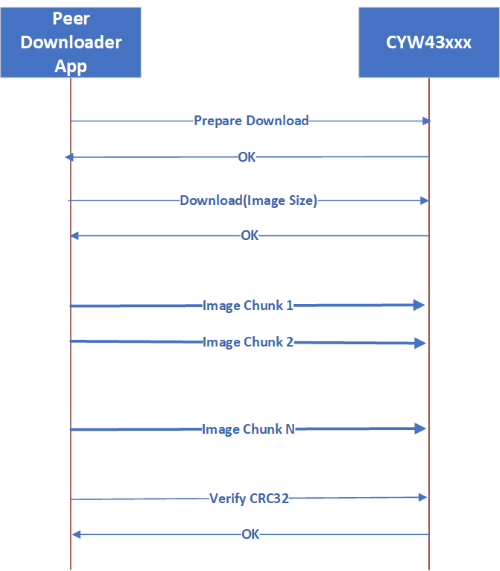 Peer
Downloader
App
CYW43xxx
Prepare Download
OK
Download(Image Size)
OK
Image Chunk 1
Image Chunk 2
Image Chunk N
Verify CRC32
OK